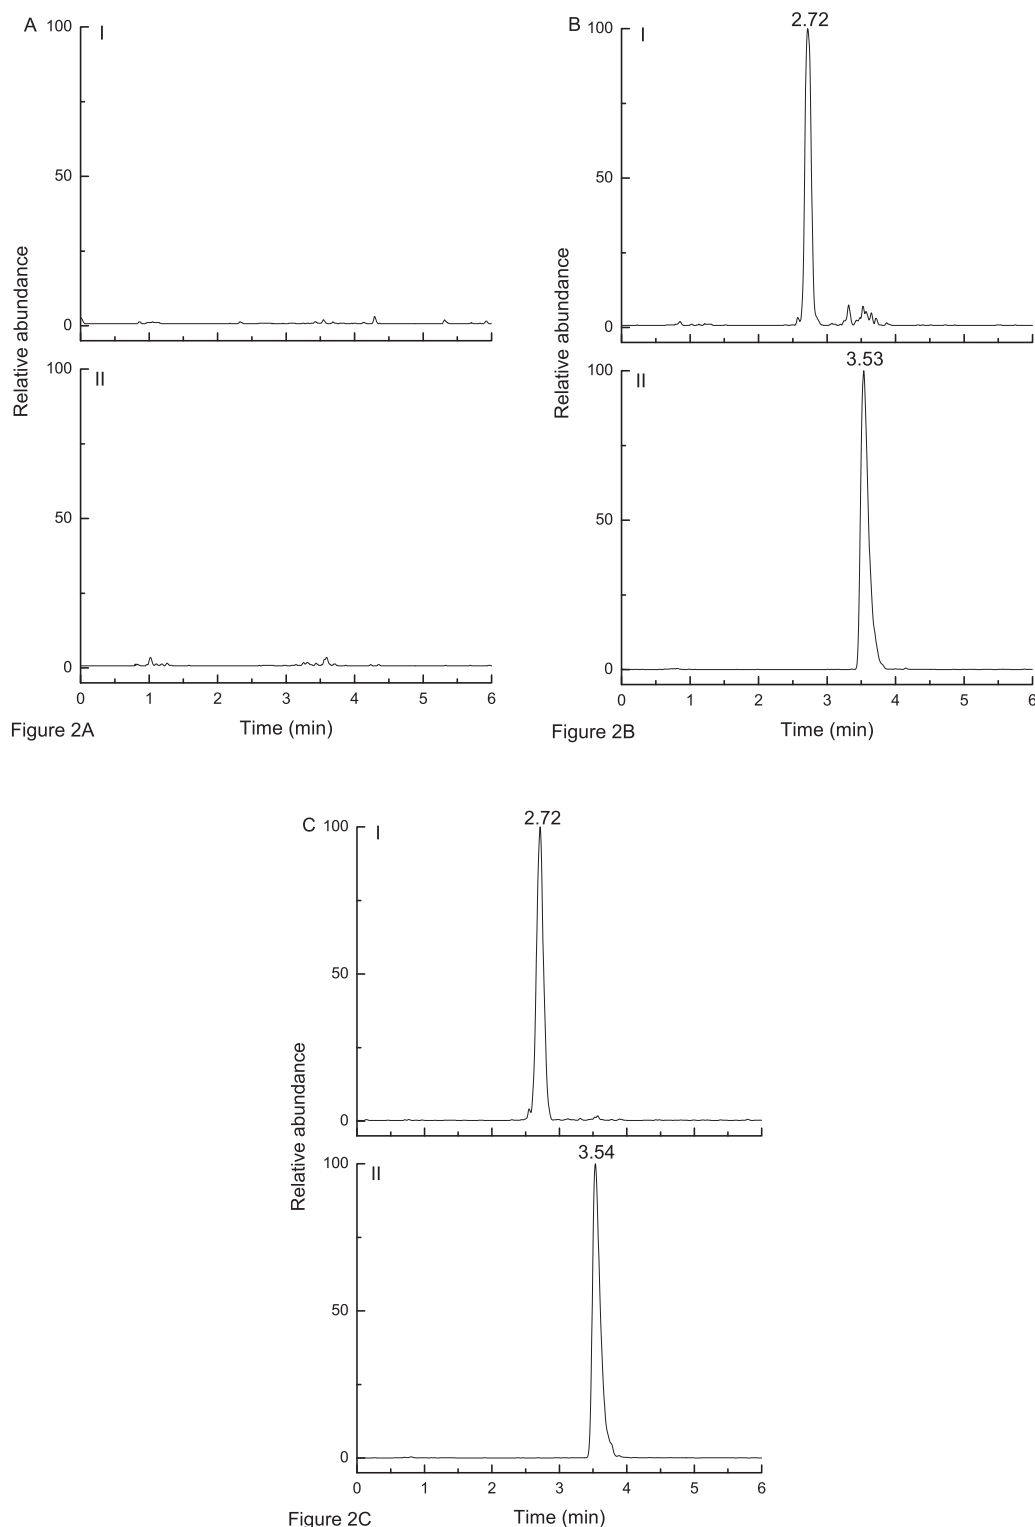 A
I
100
50
0
Relative abundance
II
100
50
0
0 1 2 3 4 5 6
Time (min)
Figure 2A
B
I
2.72
100
50
0
Relative abundance
II
3.53
100
50
0
0 1 2 3 4 5 6
Time (min)
Figure 2B
C
I
2.72
100
50
0
Relative abundance
II
3.54
100
50
0
0 1 2 3 4 5 6
Time (min)
Figure 2C